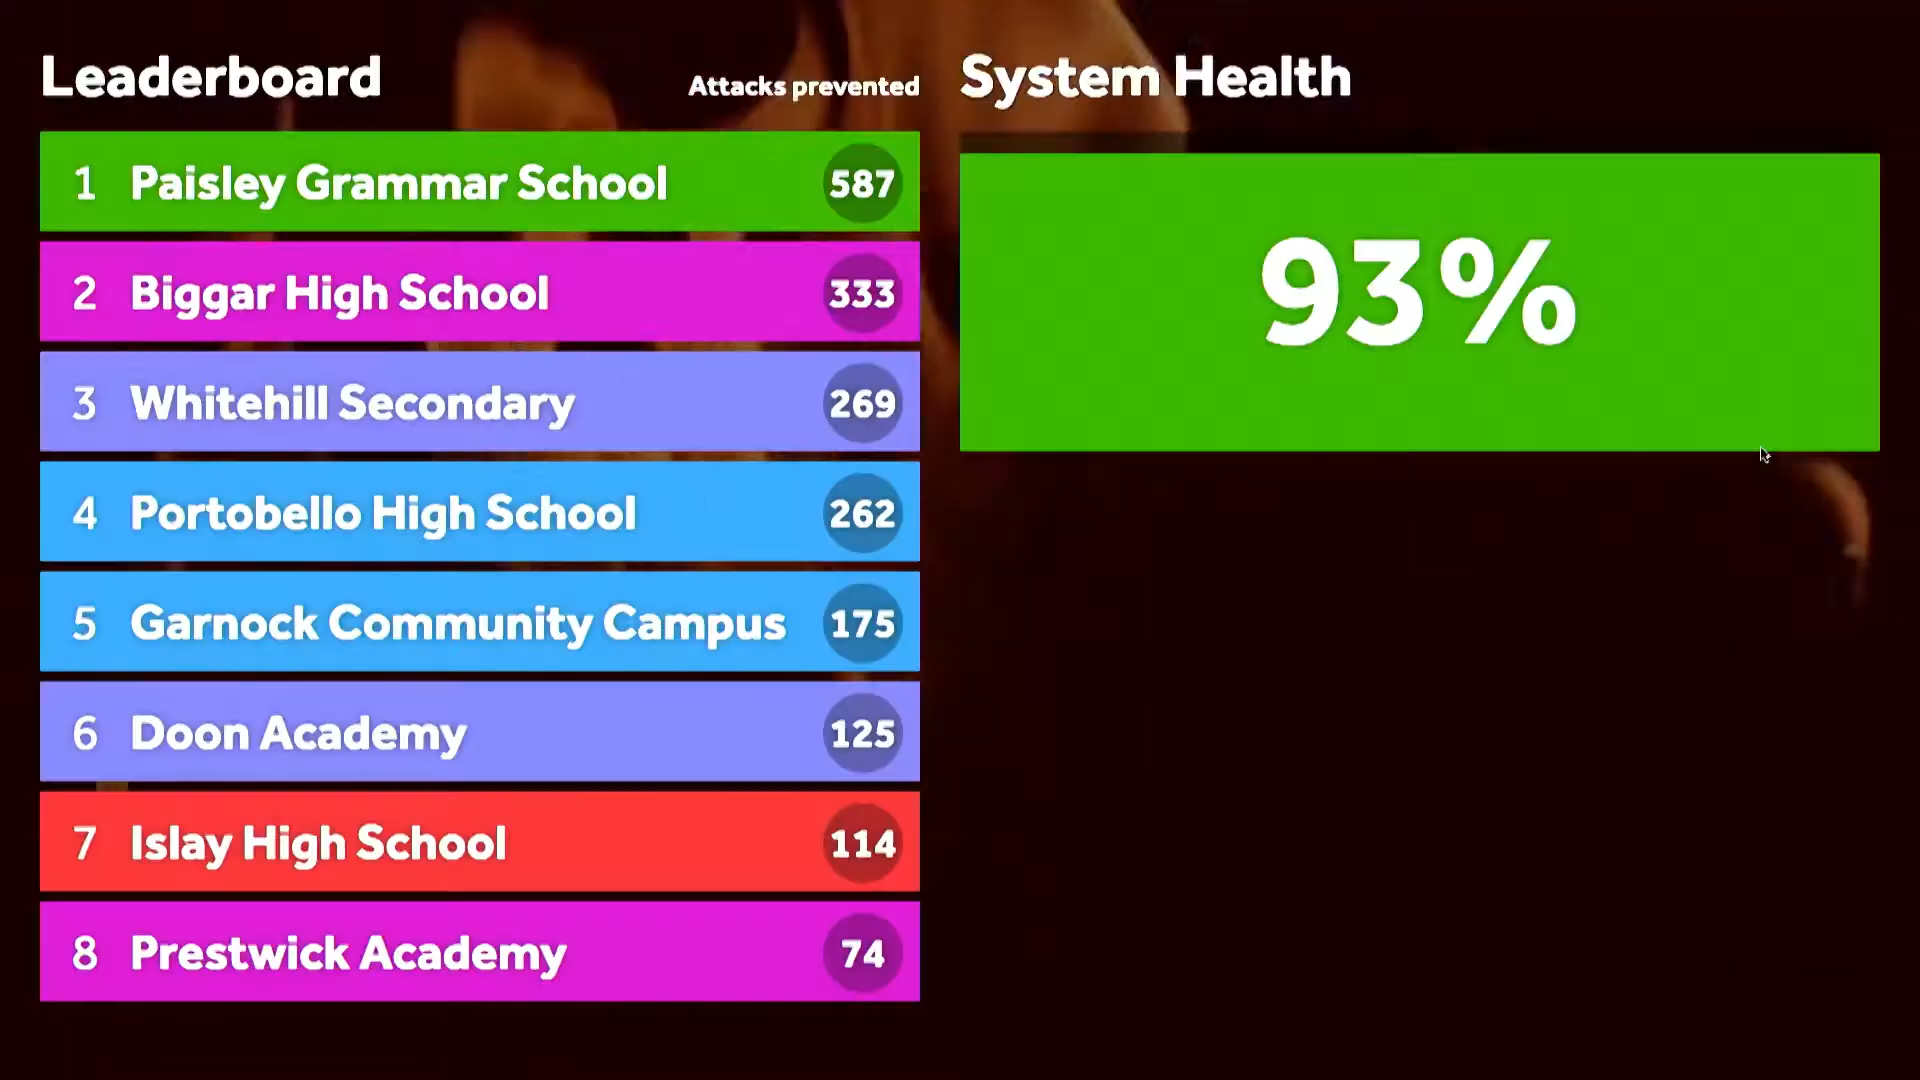 Leaderboard
Attacks prevented
1 Paisley Grammar School 587
2 Biggar High School 333
3 Whitehill Secondary 269
4 Portobello High School 262
5 Garnock Community Campus 175
6 Doon Academy 125
7 Islay High School 114
8 Prestwick Academy 74
System Health
93%